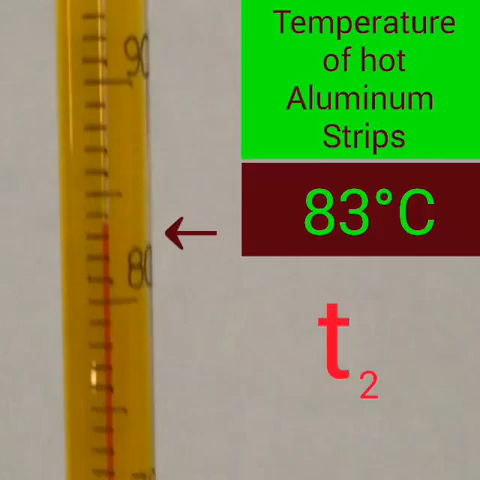 Temperature
of hot
Aluminum
Strips
90
83°C
80
t₂